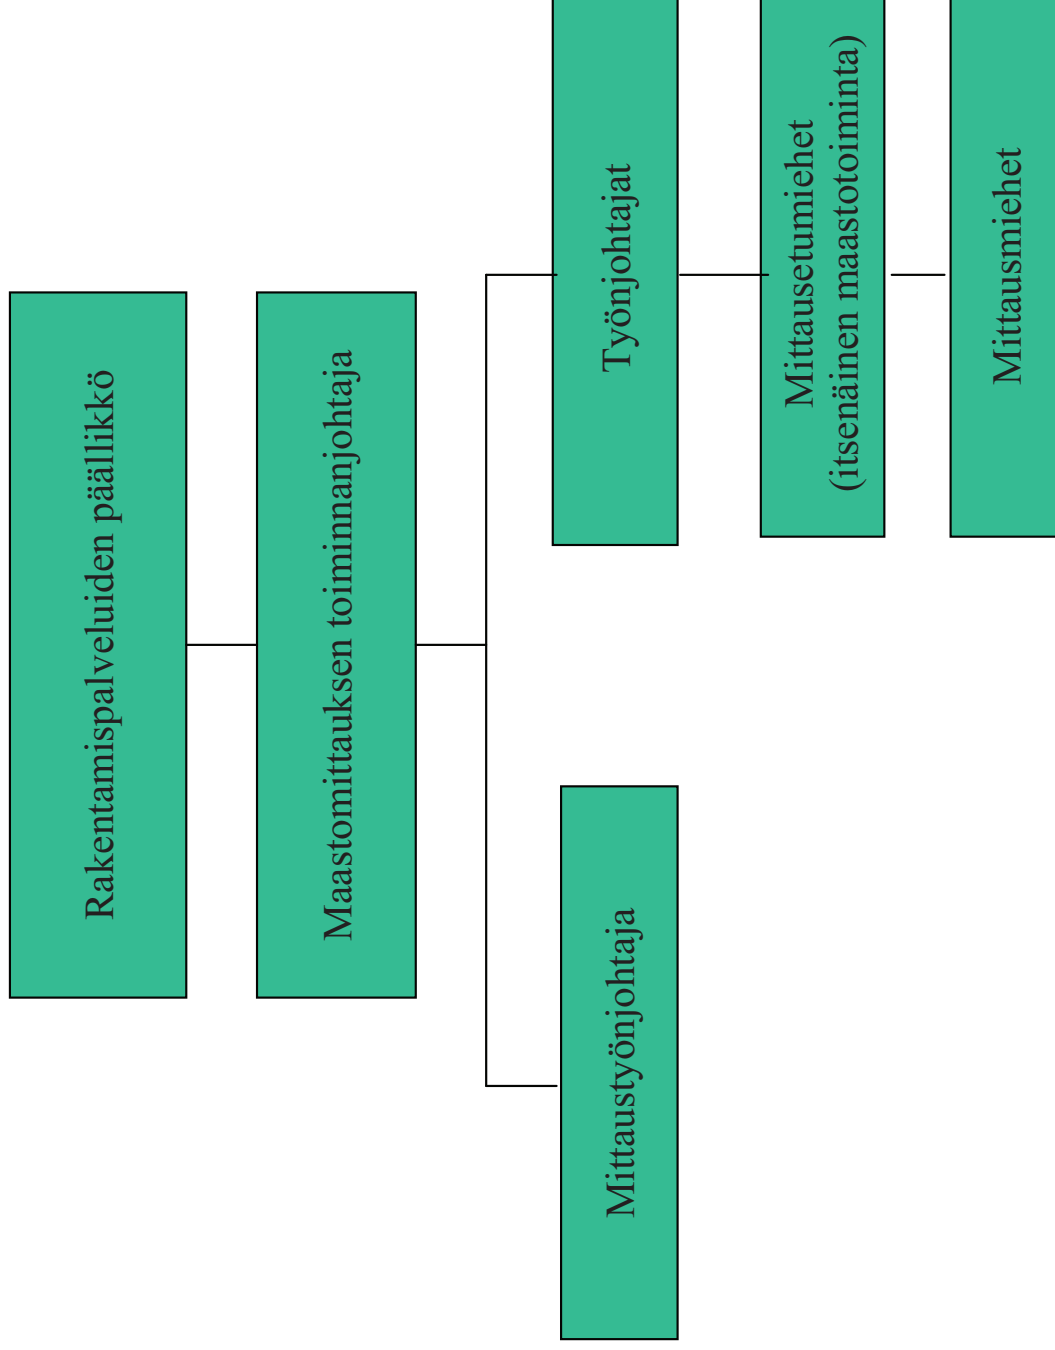 Rakentamispalveluiden päällikkö
Maastomittauksen toiminnanjohtaja
Mittaustyönjohtaja
Työnjohtajat
Mittausetumiehet
(itsenäinen maastotoiminta)
Mittausmiehet